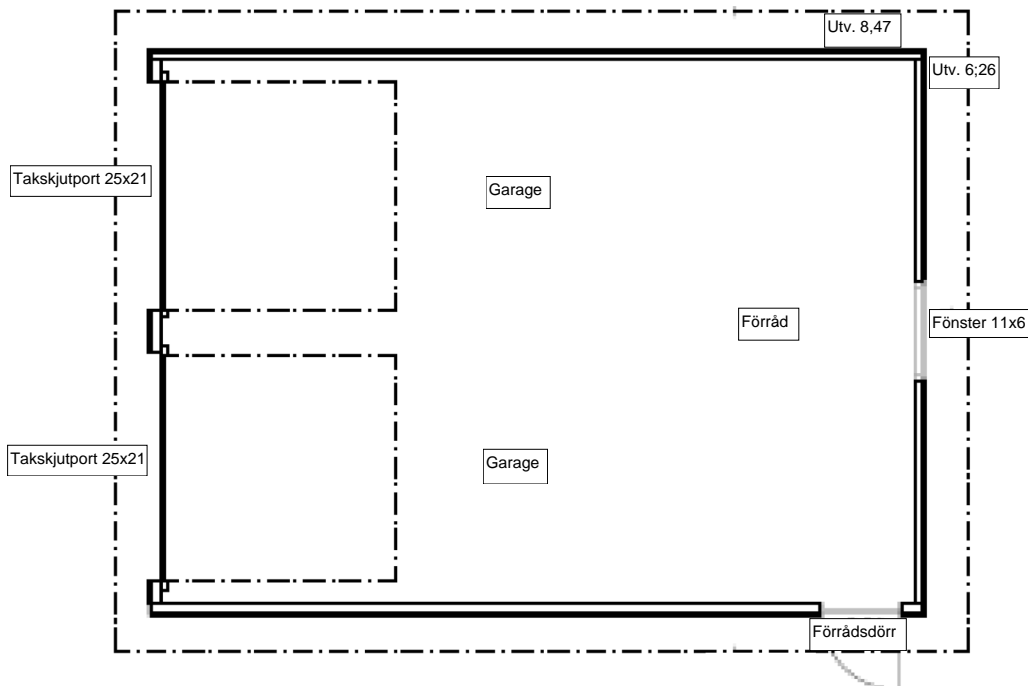 Utv. 8,47
Utv. 6;26
Takskjutport 25x21
Garage
Förråd
Fönster 11x6
Takskjutport 25x21
Garage
Förrådsdörr